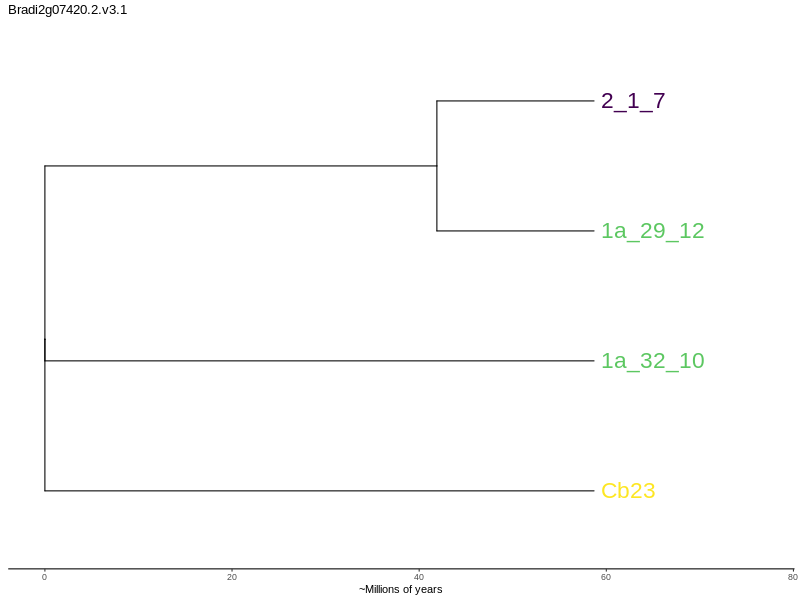 Bradi2g07420.2.v3.1
2_1_7
1a_29_12
1a_32_10
Cb23
0 20 40 60 80
~Millions of years